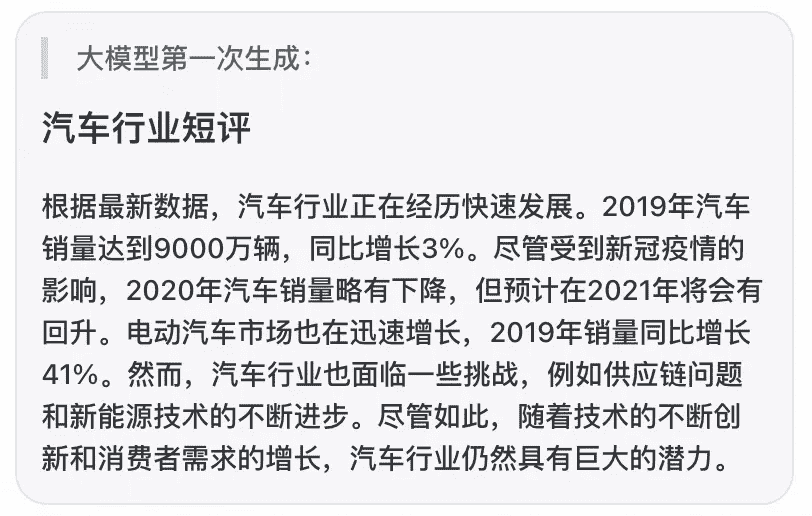 大模型第一次生成：
汽车行业短评
根据最新数据，汽车行业正在经历快速发展。2019年汽车
销量达到9000万辆，同比增长3%。尽管受到新冠疫情的
影响，2020年汽车销量略有下降，但预计在2021年将会有
回升。电动汽车市场也在迅速增长，2019年销量同比增长
41%。然而，汽车行业也面临一些挑战，例如供应链问题
和新能源技术的不断进步。尽管如此，随着技术的不断创
新和消费者需求的增长，汽车行业仍然具有巨大的潜力。